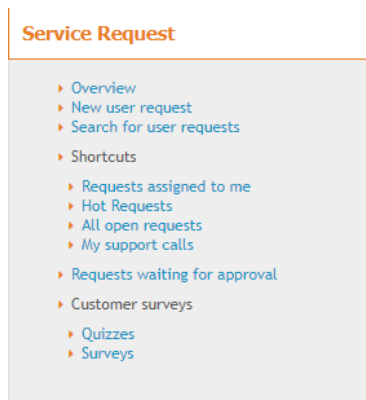 Service Request
Overview
New user request
Search for user requests
Shortcuts
Requests assigned to me
Hot Requests
All open requests
My support calls
Requests waiting for approval
Customer surveys
Quizzes
Surveys